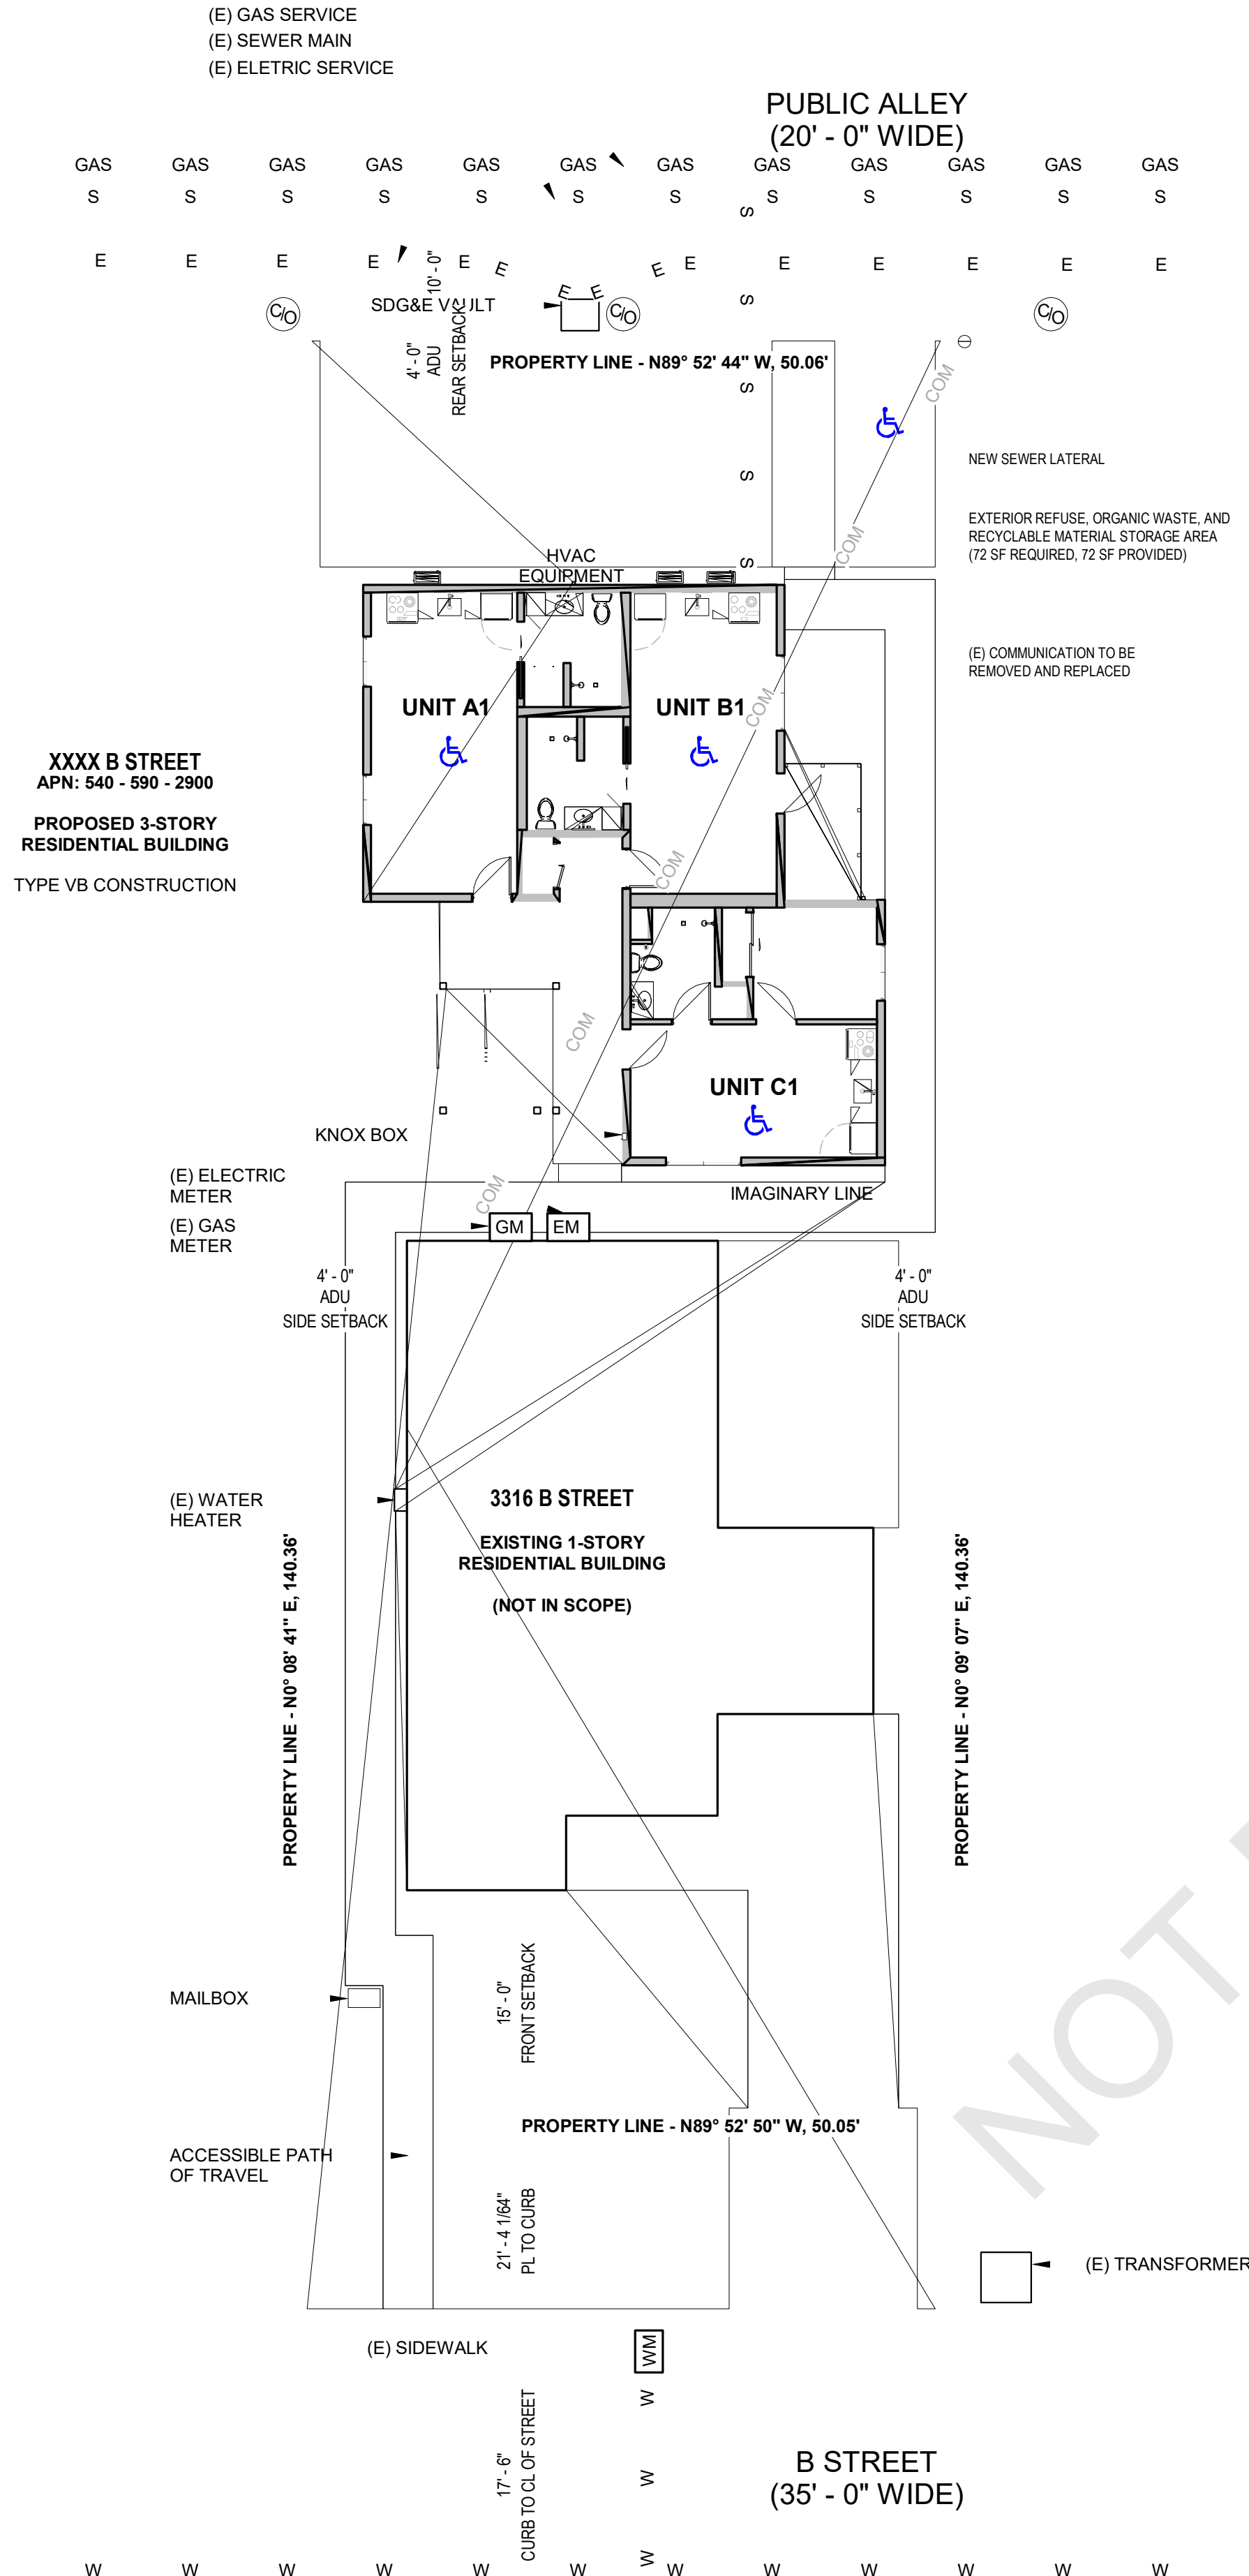 (E) GAS SERVICE
(E) SEWER MAIN
(E) ELETRIC SERVICE
PUBLIC ALLEY
(20' - 0" WIDE)
GAS GAS GAS GAS GAS GAS GAS GAS GAS GAS GAS GAS
S S S S S S S S S S S S
S
E E E E E E E E E E E E
E E
E E
10' - 0"
SDG&E VAULT
C/O C/O C/O
4' - 0"
ADU
REAR SETBACK
PROPERTY LINE - N89° 52' 44" W, 50.06'
S
S
S
S
COM
NEW SEWER LATERAL
EXTERIOR REFUSE, ORGANIC WASTE, AND
RECYCLABLE MATERIAL STORAGE AREA
(72 SF REQUIRED, 72 SF PROVIDED)
COM
HVAC
EQUIPMENT
(E) COMMUNICATION TO BE
REMOVED AND REPLACED
UNIT A1
UNIT B1
COM
XXXX B STREET
APN: 540 - 590 - 2900
PROPOSED 3-STORY
RESIDENTIAL BUILDING
TYPE VB CONSTRUCTION
COM
COM
UNIT C1
KNOX BOX
(E) ELECTRIC
METER
COM
IMAGINARY LINE
(E) GAS
METER
GM
EM
4' - 0"
ADU
SIDE SETBACK
4' - 0"
ADU
SIDE SETBACK
3316 B STREET
EXISTING 1-STORY
RESIDENTIAL BUILDING
(NOT IN SCOPE)
(E) WATER
HEATER
PROPERTY LINE - N0° 08' 41" E, 140.36'
PROPERTY LINE - N0° 09' 07" E, 140.36'
NOT
MAILBOX
15' - 0"
FRONT SETBACK
PROPERTY LINE - N89° 52' 50" W, 50.05'
ACCESSIBLE PATH
OF TRAVEL
21' - 4 1/64"
PL TO CURB
(E) TRANSFORMER
(E) SIDEWALK
WM
W
W
W
17' - 6"
CURB TO CL OF STREET
B STREET
(35' - 0" WIDE)
W W W W W W W W W W W W